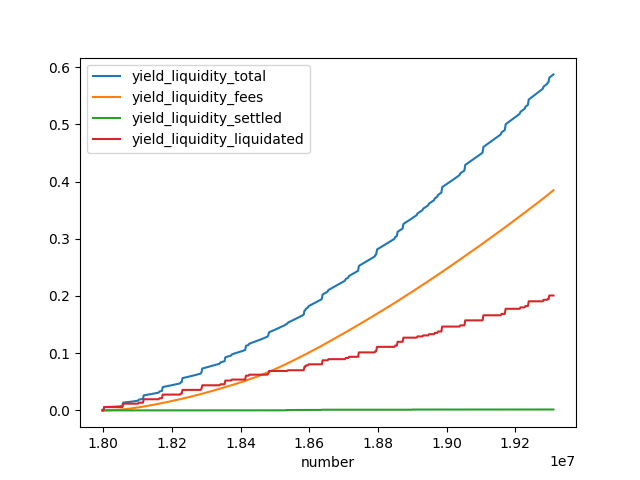 yield_liquidity_total
yield_liquidity_fees
yield_liquidity_settled
yield_liquidity_liquidated
0.6
0.5
0.4
0.3
0.2
0.1
0.0
1.80 1.82 1.84 1.86 1.88 1.90 1.92
number
1e7